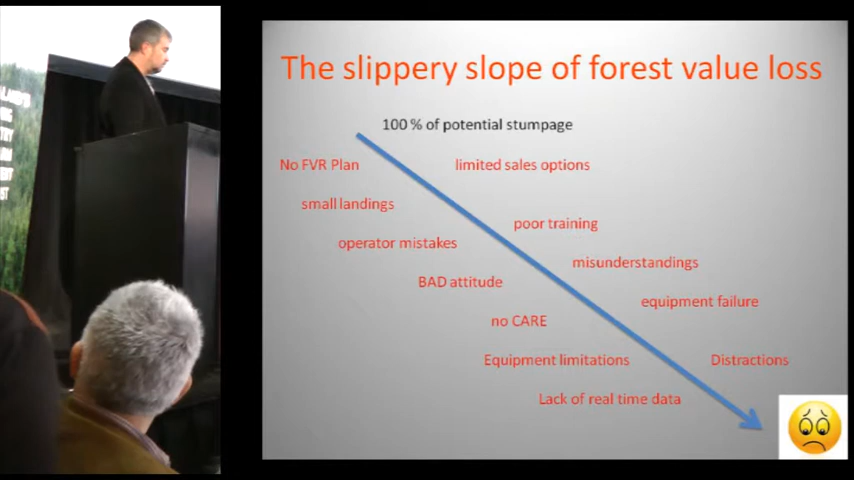 The slippery slope of forest value loss
100 % of potential stumpage
No FVR Plan
limited sales options
small landings
poor training
operator mistakes
misunderstandings
BAD attitude
equipment failure
no CARE
Equipment limitations
Distractions
Lack of real time data